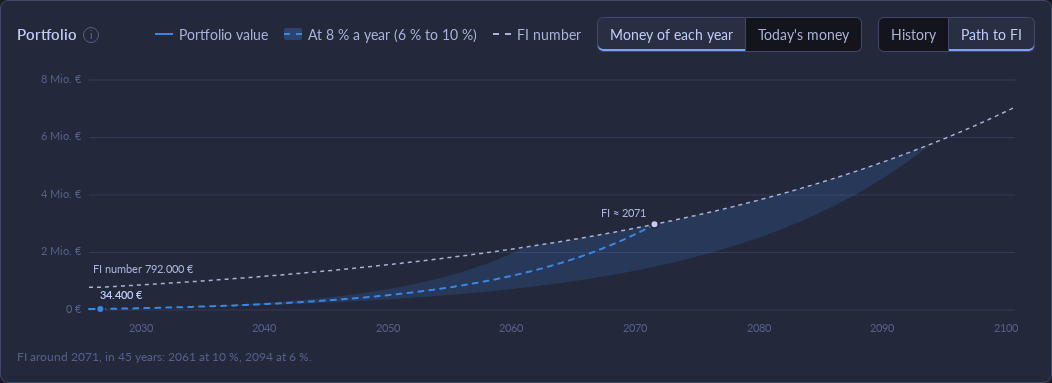 Portfolio
Portfolio value
At 8 % a year (6 % to 10 %)
FI number
Money of each year
Today's money
History
Path to FI
8 Mio. €
6 Mio. €
4 Mio. €
FI ≈ 2071
2 Mio. €
FI number 792.000 €
34.400 €
0 €
2030 2040 2050 2060 2070 2080 2090 2100
FI around 2071, in 45 years: 2061 at 10 %, 2094 at 6 %.